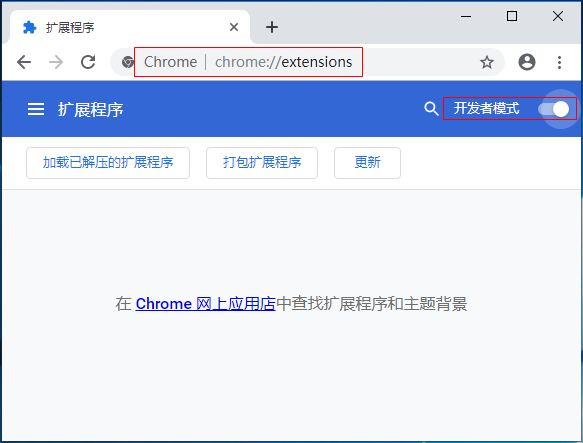 扩展程序
Chrome | chrome://extensions
扩展程序 开发者模式
加载已解压的扩展程序 打包扩展程序 更新
在 Chrome 网上应用店中查找扩展程序和主题背景